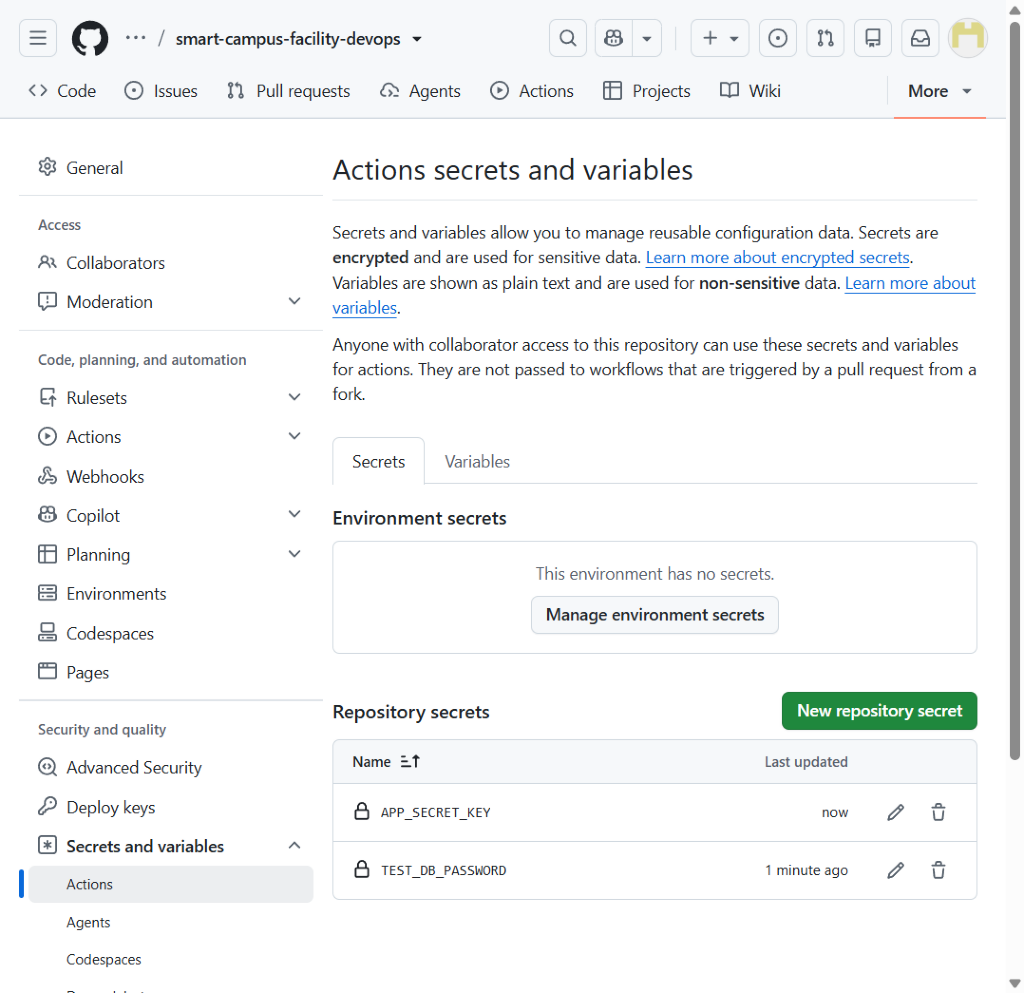 ··· / smart-campus-facility-devops
Code Issues Pull requests Agents Actions Projects Wiki More
General
Access
Collaborators
Moderation
Code, planning, and automation
Rulesets
Actions
Webhooks
Copilot
Planning
Environments
Codespaces
Pages
Security and quality
Advanced Security
Deploy keys
Secrets and variables
Actions
Agents
Codespaces
Actions secrets and variables
Secrets and variables allow you to manage reusable configuration data. Secrets are
encrypted and are used for sensitive data. Learn more about encrypted secrets.
Variables are shown as plain text and are used for non-sensitive data. Learn more about
variables.
Anyone with collaborator access to this repository can use these secrets and variables
for actions. They are not passed to workflows that are triggered by a pull request from a
fork.
Secrets Variables
Environment secrets
This environment has no secrets.
Manage environment secrets
Repository secrets New repository secret
Name Last updated
APP_SECRET_KEY now
TEST_DB_PASSWORD 1 minute ago